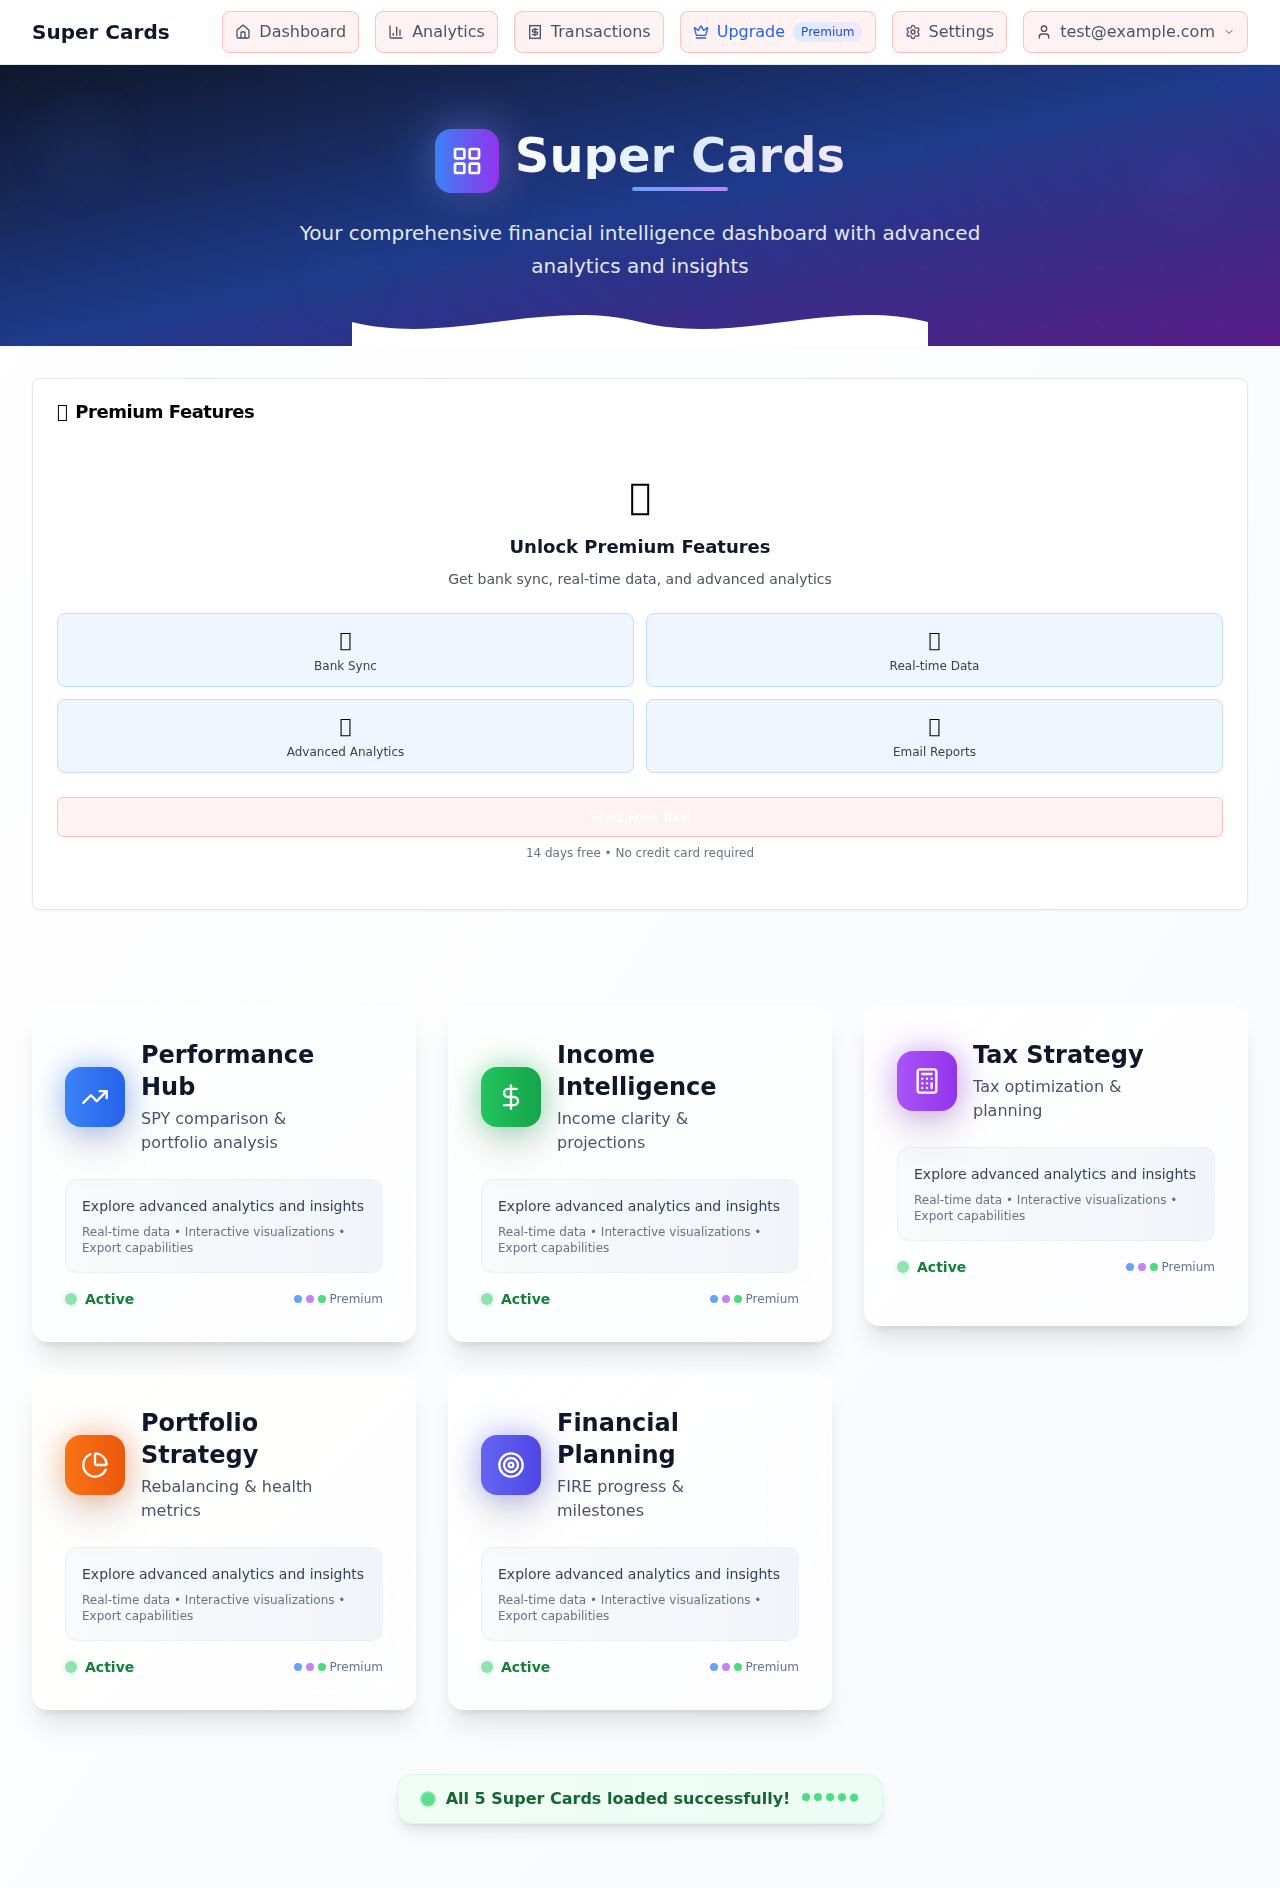 Super Cards
Dashboard
Analytics
Transactions
Upgrade Premium
Settings
test@example.com
Super Cards
Your comprehensive financial intelligence dashboard with advanced
analytics and insights
Premium Features
Unlock Premium Features
Get bank sync, real-time data, and advanced analytics
Bank Sync
Real-time Data
Advanced Analytics
Email Reports
Start Free Trial
14 days free • No credit card required
Performance
Hub
SPY comparison &
portfolio analysis
Explore advanced analytics and insights
Real-time data • Interactive visualizations •
Export capabilities
Active
Premium
Income
Intelligence
Income clarity &
projections
Explore advanced analytics and insights
Real-time data • Interactive visualizations •
Export capabilities
Active
Premium
Tax Strategy
Tax optimization &
planning
Explore advanced analytics and insights
Real-time data • Interactive visualizations •
Export capabilities
Active
Premium
Portfolio
Strategy
Rebalancing & health
metrics
Explore advanced analytics and insights
Real-time data • Interactive visualizations •
Export capabilities
Active
Premium
Financial
Planning
FIRE progress &
milestones
Explore advanced analytics and insights
Real-time data • Interactive visualizations •
Export capabilities
Active
Premium
All 5 Super Cards loaded successfully!